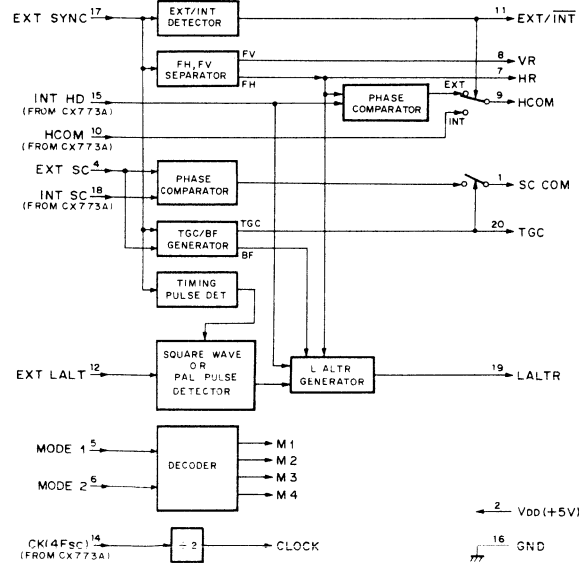 EXT SYNC 17
EXT/INT
DETECTOR
11 EXT/INT
FH, FV
SEPARATOR
FV
FH
8 VR
7 HR
INT HD 15
(FROM CX773A)
PHASE
COMPARATOR
EXT
INT
9 HCOM
HCOM 10
(FROM CX773A)
EXT SC 4
INT SC 18
(FROM CX773A)
PHASE
COMPARATOR
1 SC COM
TGC/BF
GENERATOR
TGC
BF
20 TGC
TIMING
PULSE DET
EXT LALT 12
SQUARE WAVE
OR
PAL PULSE
DETECTOR
L ALTR
GENERATOR
19 LALTR
MODE 1 5
MODE 2 6
DECODER
M1
M2
M3
M4
2 VDD(+5V)
CK(4FSC) 14
(FROM CX773A)
÷2
CLOCK
16 GND